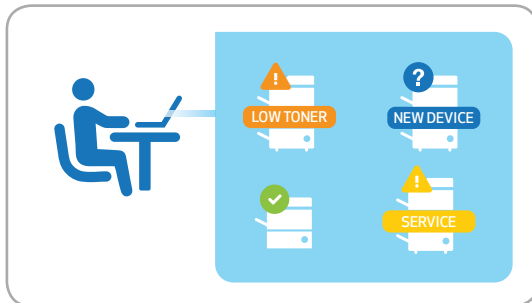 !
LOW TONER
?
NEW DEVICE
!
SERVICE